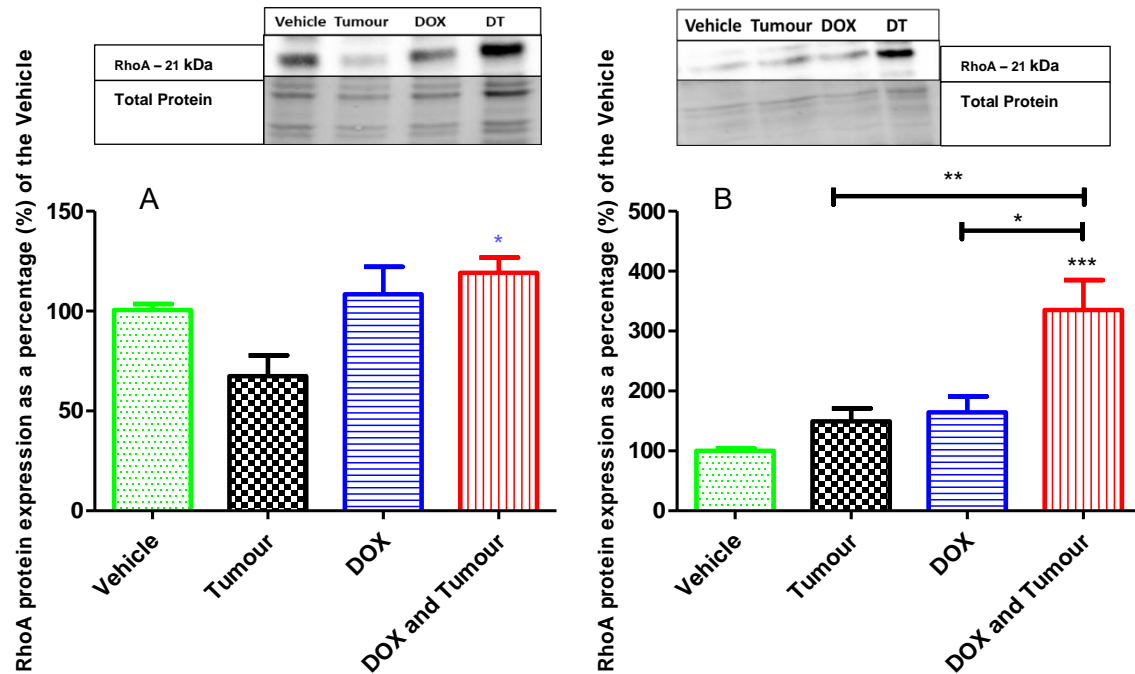 Vehicle Tumour DOX DT
RhoA – 21 kDa
Total Protein
RhoA protein expression as a percentage (%) of the Vehicle
A
150
100
50
0
*
Vehicle
Tumour
DOX
DOX and Tumour
Vehicle Tumour DOX DT
RhoA – 21 kDa
Total Protein
RhoA protein expression as a percentage (%) of the Vehicle
B
500
400
300
200
100
0
**
*
***
Vehicle
Tumour
DOX
DOX and Tumour